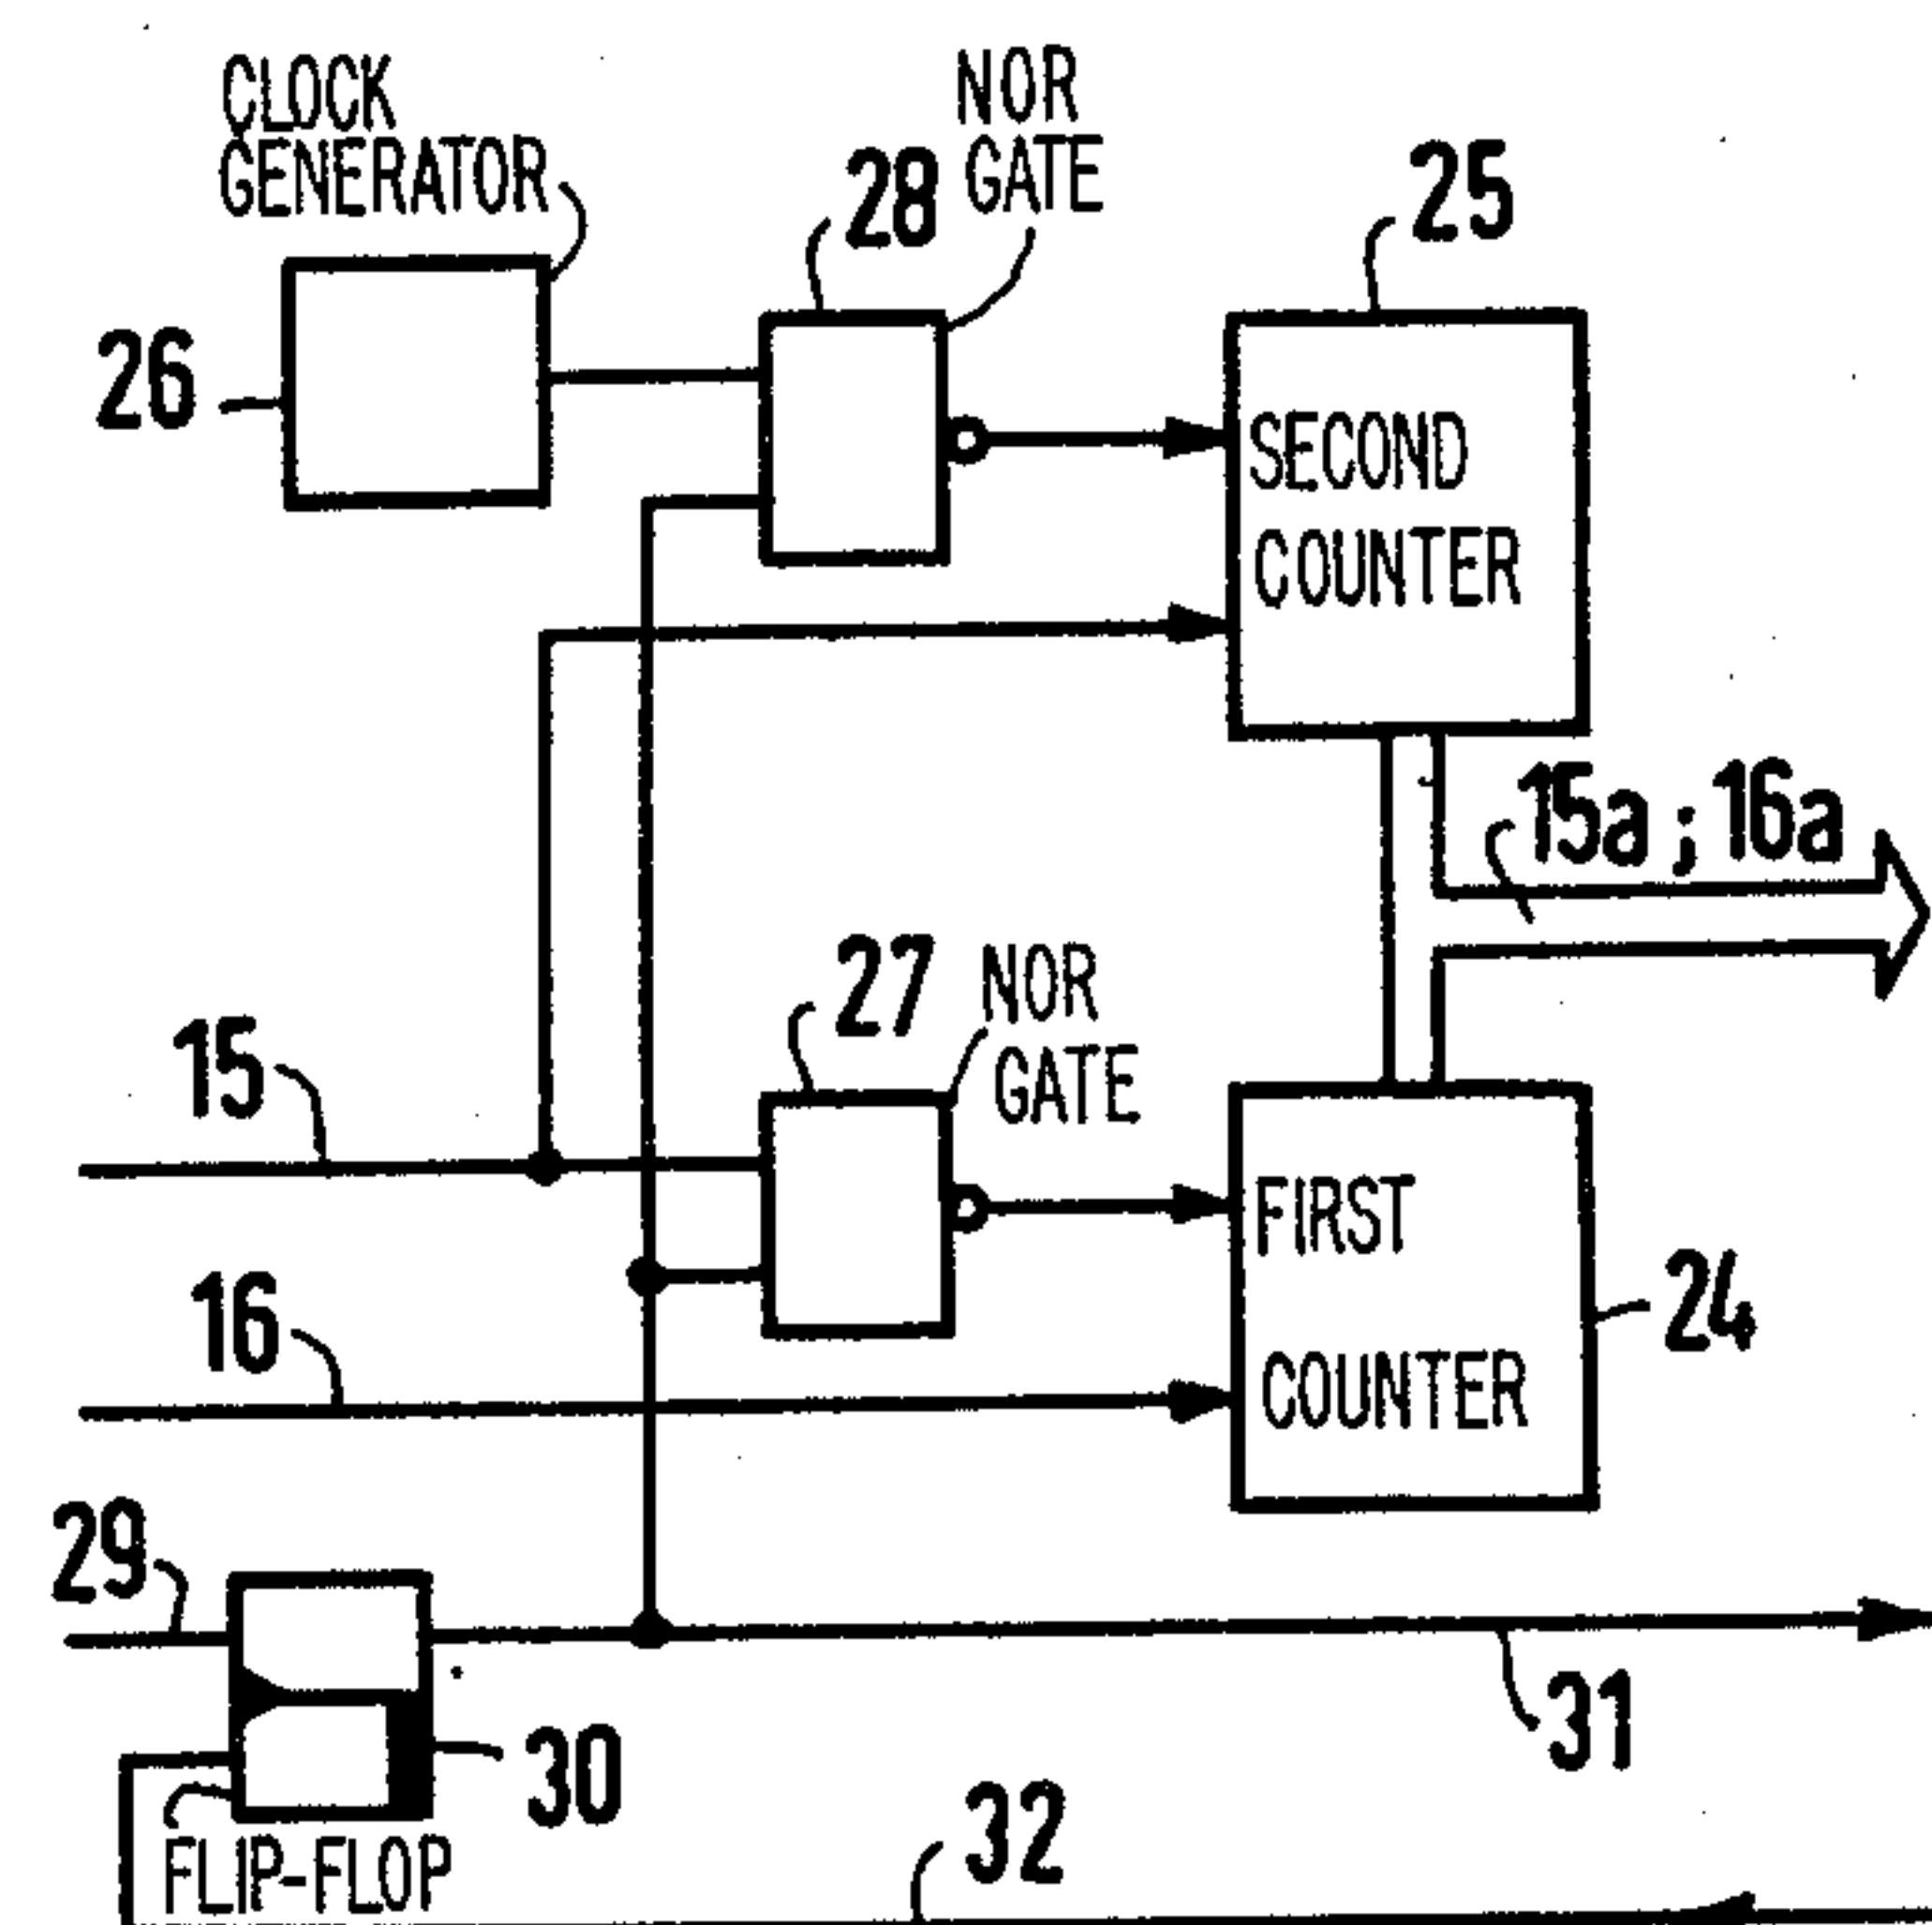 CLOCK
GENERATOR
NOR
GATE
28
25
26
SECOND
COUNTER
15a ; 16a
27
NOR
GATE
15
FIRST
COUNTER
24
16
29
31
30
32
FLIP-FLOP